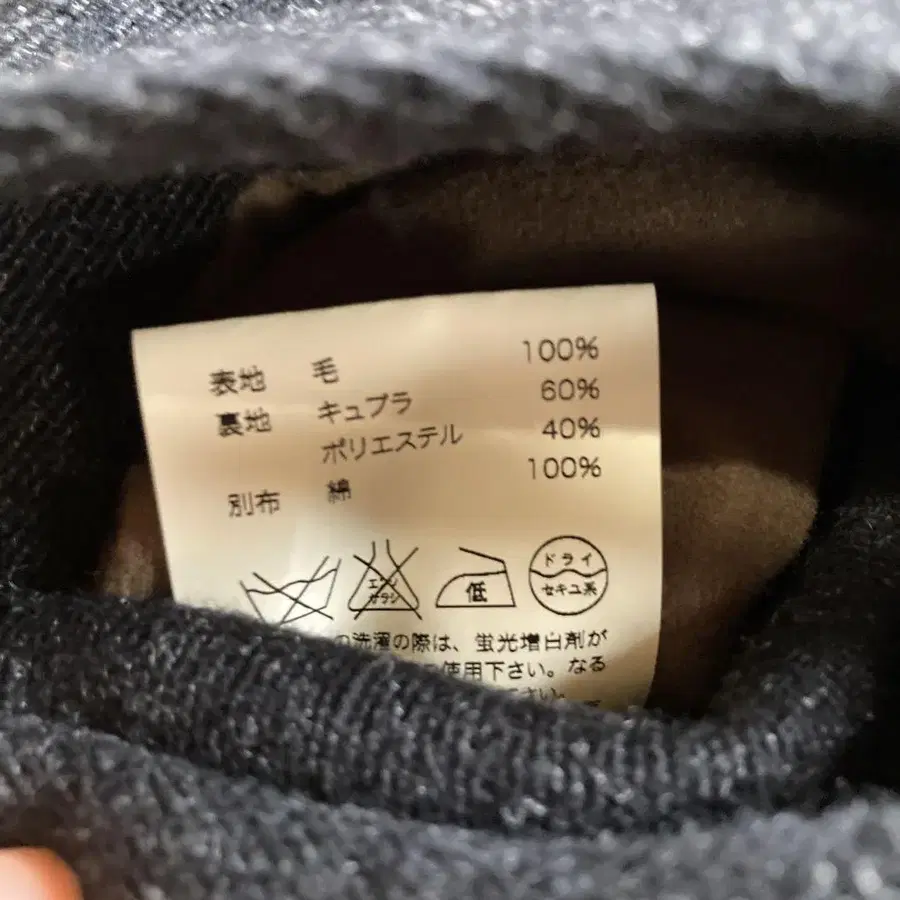 表地 毛 100%
裏地 キュプラ 60%
ポリエステル 40%
別布 綿 100%
エンソ
サラシ
低
ドライ
セキユ系
の洗濯の際は、蛍光増白剤が
使用下さい。なる
さい。